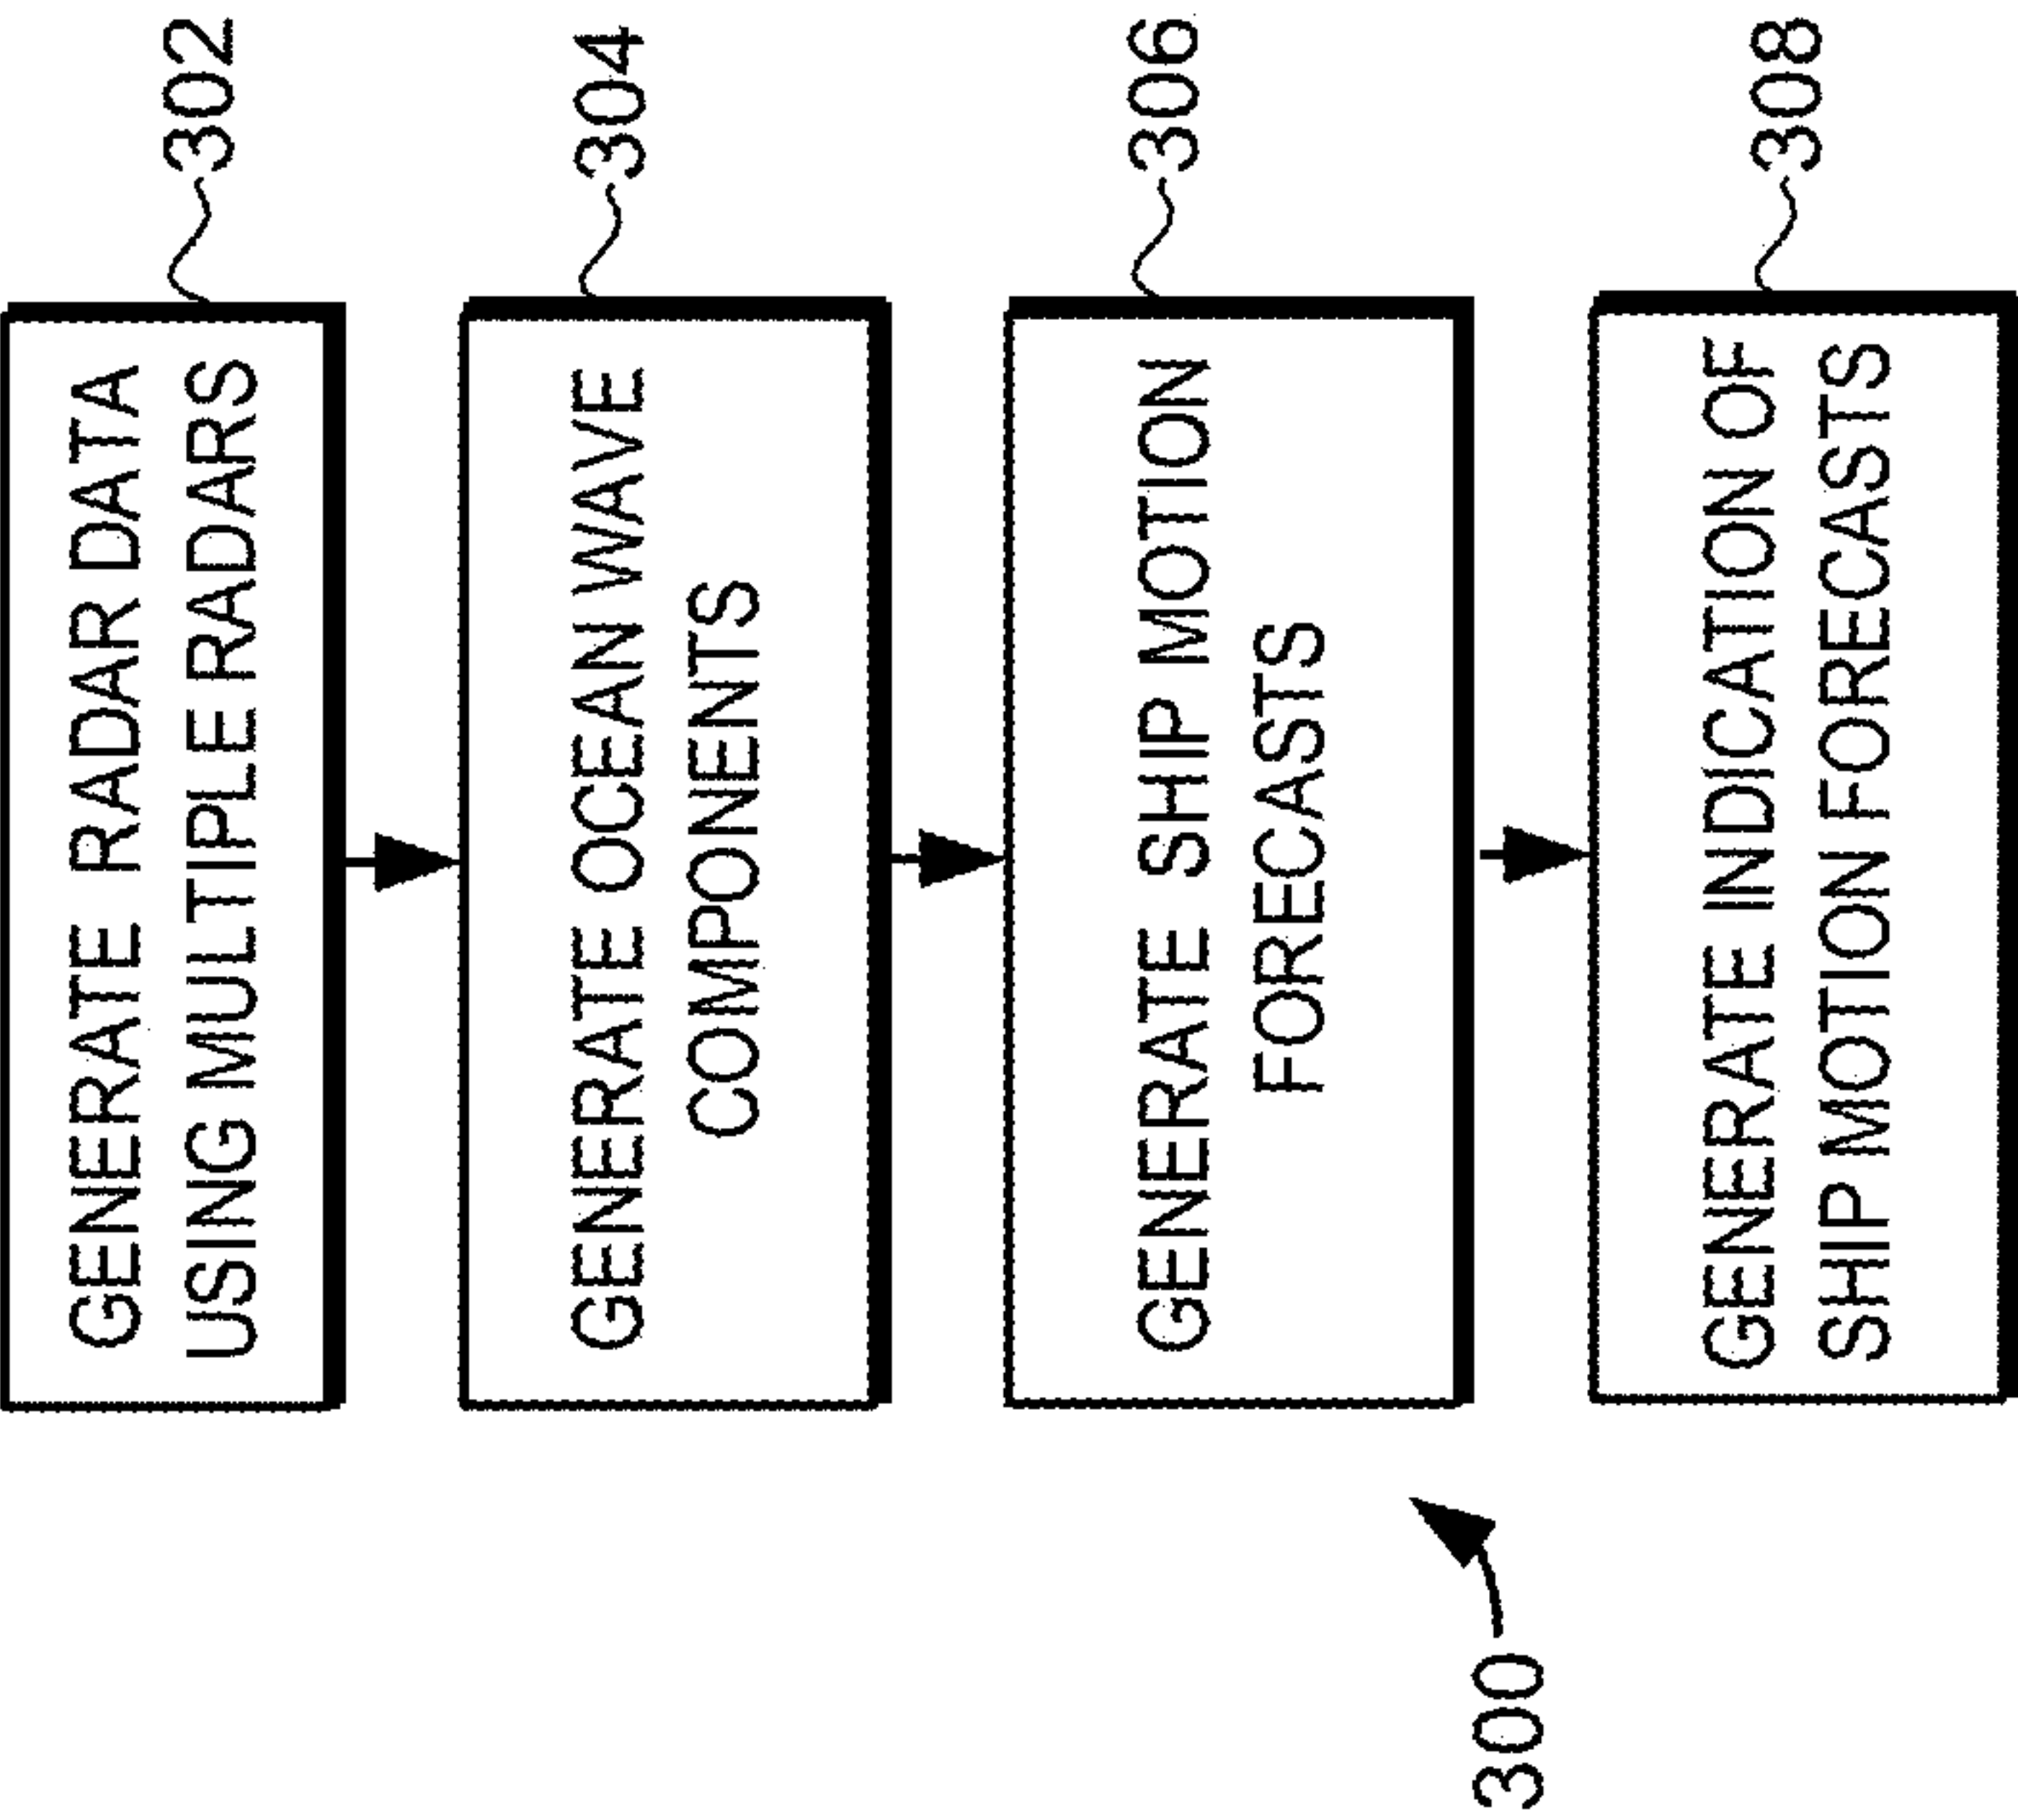 GENERATE RADAR DATA
USING MULTIPLE RADARS
302
GENERATE OCEAN WAVE
COMPONENTS
304
GENERATE SHIP MOTION
FORECASTS
306
GENERATE INDICATION OF
SHIP MOTION FORECASTS
308
300